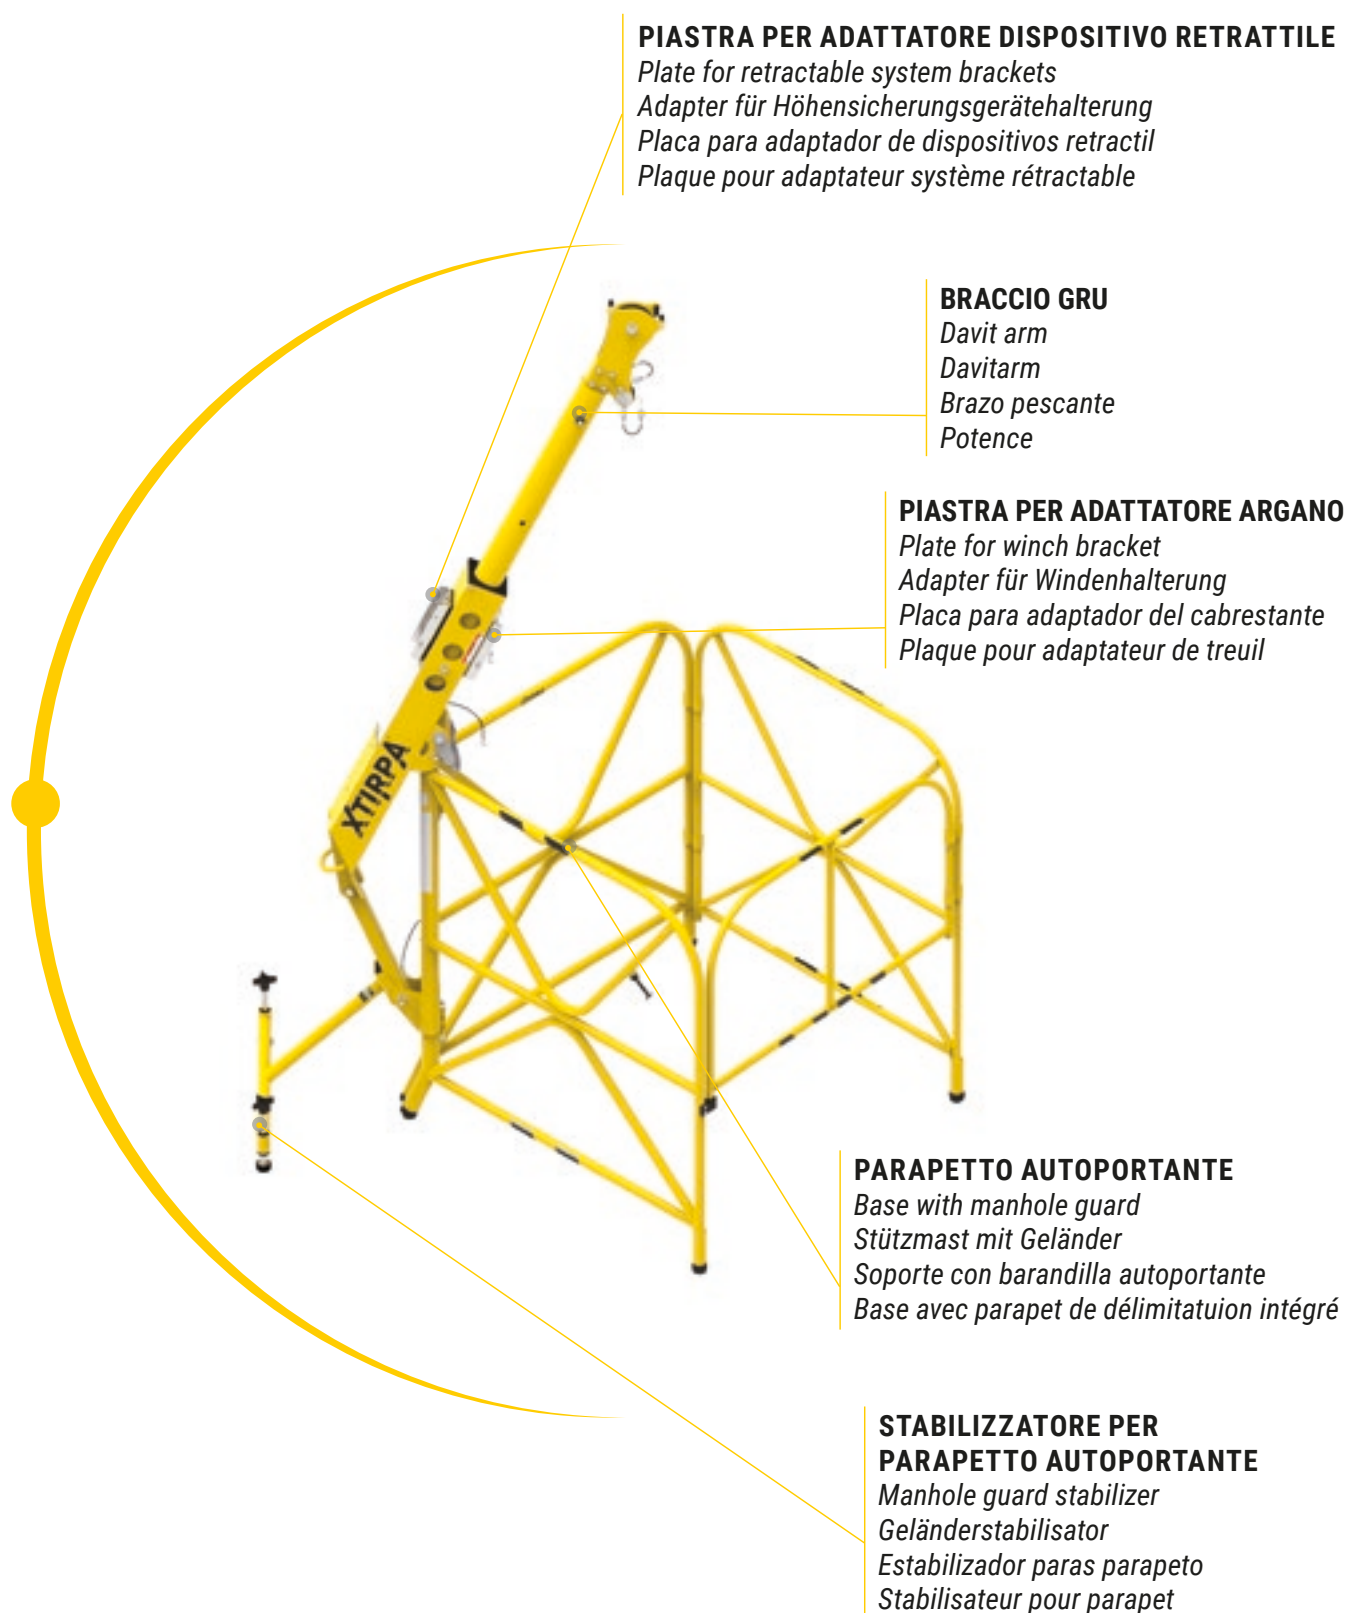 PIASTRA PER ADATTATORE DISPOSITIVO RETRATTILE
Plate for retractable system brackets
Adapter für Höhensicherungsgerätehalterung
Placa para adaptador de dispositivos retractil
Plaque pour adaptateur système rétractable
BRACCIO GRU
Davit arm
Davitarm
Brazo pescante
Potence
PIASTRA PER ADATTATORE ARGANO
Plate for winch bracket
Adapter für Windenhalterung
Placa para adaptador del cabrestante
Plaque pour adaptateur de treuil
XTIRPA
PARAPETTO AUTOPORTANTE
Base with manhole guard
Stützmast mit Geländer
Soporte con barandilla autoportante
Base avec parapet de délimitatuion intégré
STABILIZZATORE PER
PARAPETTO AUTOPORTANTE
Manhole guard stabilizer
Geländerstabilisator
Estabilizador paras parapeto
Stabilisateur pour parapet